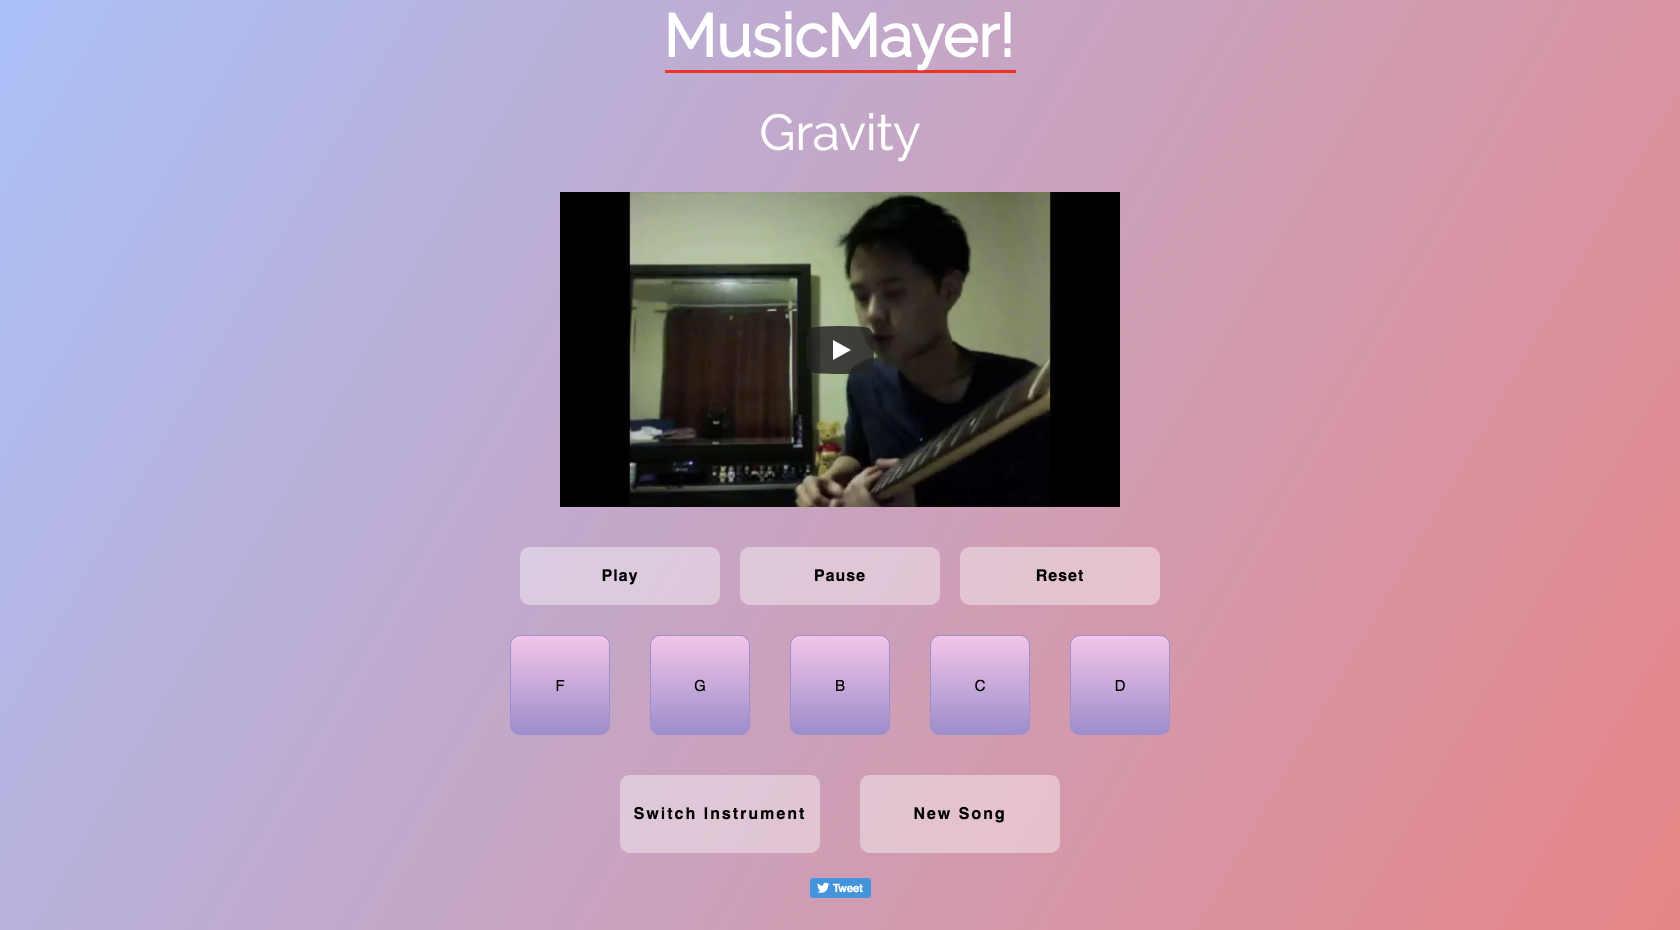 MusicMayer!
Gravity
Play Pause Reset
F G B C D
Switch Instrument New Song
Tweet